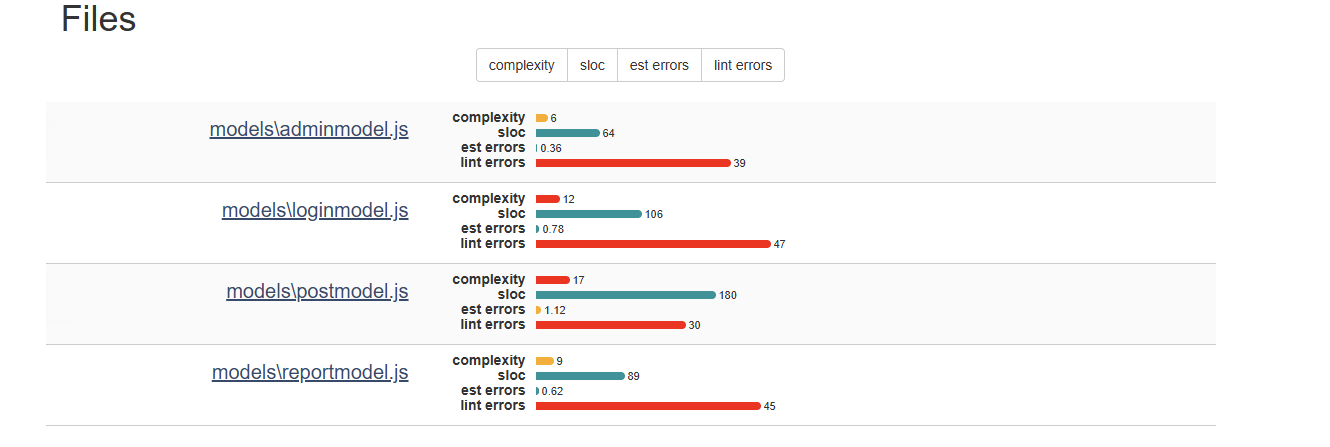 Files
complexity sloc est errors lint errors
models\adminmodel.js
complexity 6
sloc 64
est errors 0.36
lint errors 39
models\loginmodel.js
complexity 12
sloc 106
est errors 0.78
lint errors 47
models\postmodel.js
complexity 17
sloc 180
est errors 1.12
lint errors 30
models\reportmodel.js
complexity 9
sloc 89
est errors 0.62
lint errors 45